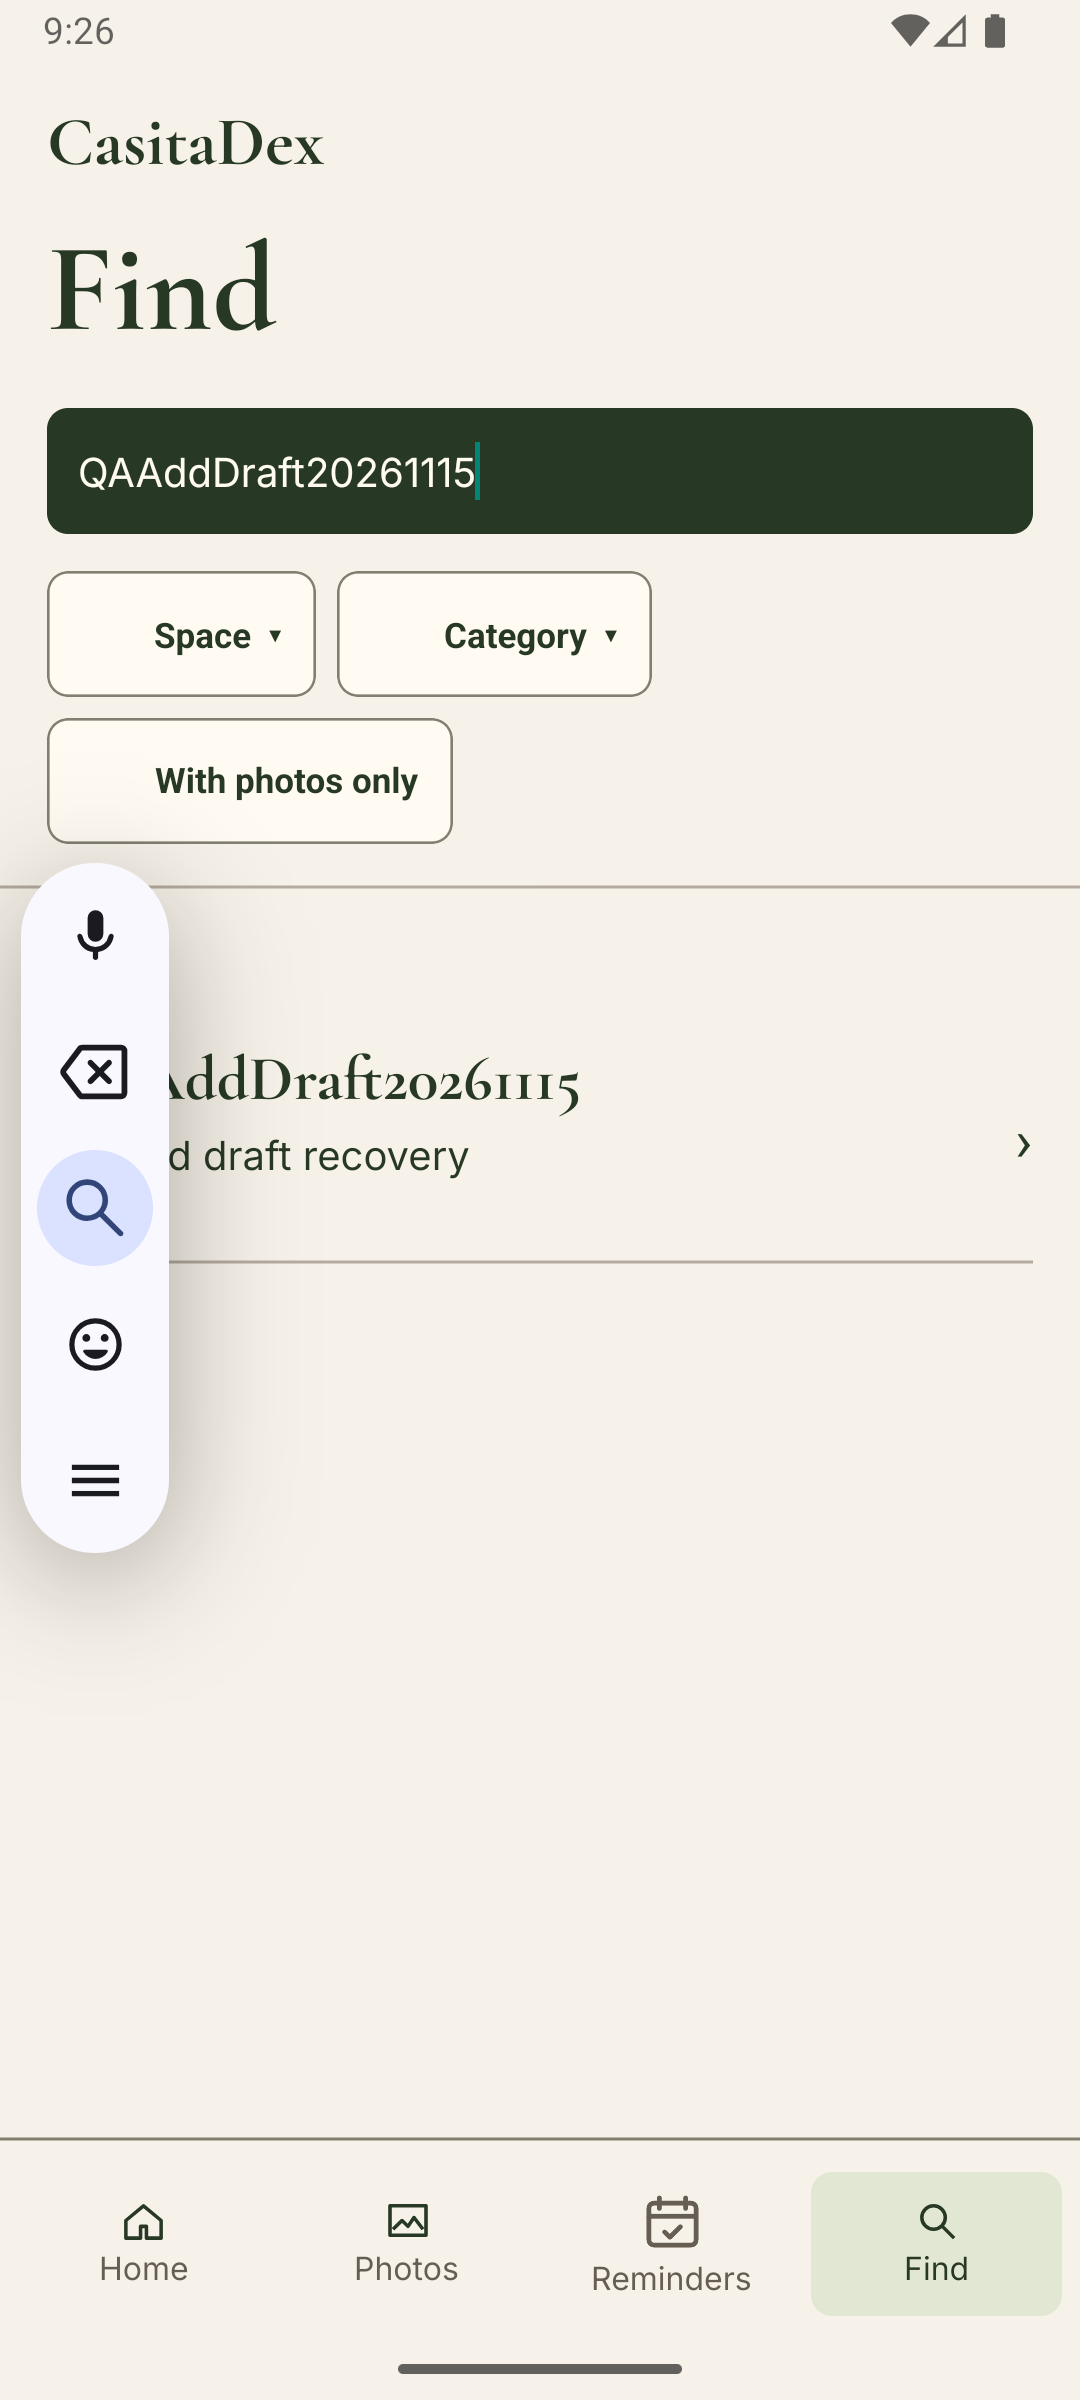 9:26
CasitaDex
Find
QAAddDraft20261115
Space ▼
Category ▼
With photos only
AddDraft20261115
d draft recovery
Home
Photos
Reminders
Find